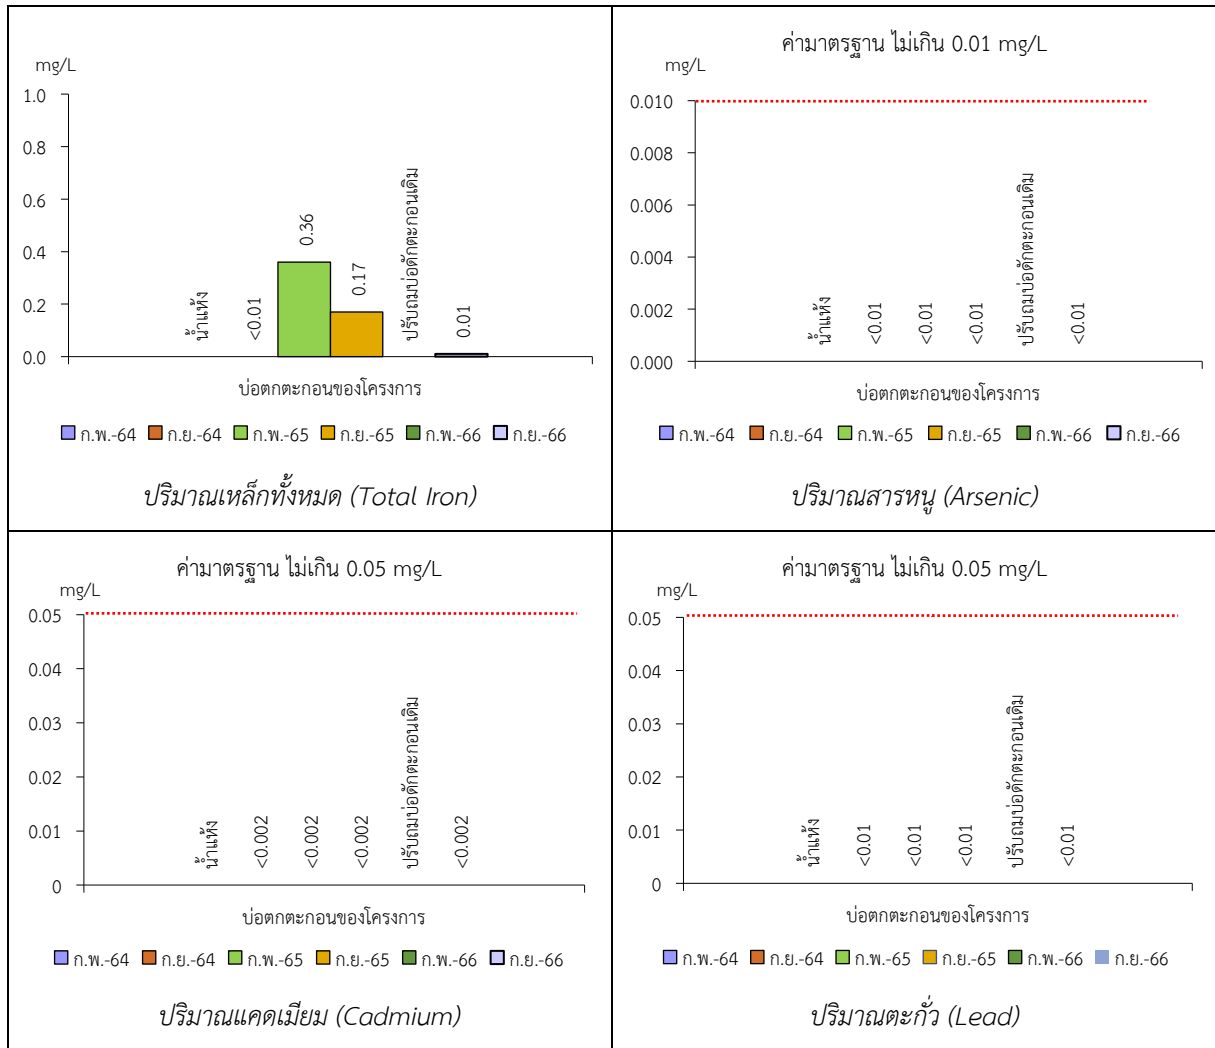 mg/L
1.0
0.8
0.6
0.4
0.2
0.0
น้ำแห้ง
<0.01
0.36
0.17
ปรับถมบ่อดักตะกอนเดิม
0.01
บ่อตกตะกอนของโครงการ
ก.พ.-64 ก.ย.-64 ก.พ.-65 ก.ย.-65 ก.พ.-66 ก.ย.-66
ปริมาณเหล็กทั้งหมด (Total Iron)
ค่ามาตรฐาน ไม่เกิน 0.01 mg/L
mg/L
0.010
0.008
0.006
0.004
0.002
0.000
น้ำแห้ง
<0.01
<0.01
<0.01
ปรับถมบ่อดักตะกอนเดิม
<0.01
บ่อตกตะกอนของโครงการ
ก.พ.-64 ก.ย.-64 ก.พ.-65 ก.ย.-65 ก.พ.-66 ก.ย.-66
ปริมาณสารหนู (Arsenic)
ค่ามาตรฐาน ไม่เกิน 0.05 mg/L
mg/L
0.05
0.04
0.03
0.02
0.01
0
น้ำแห้ง
<0.002
<0.002
<0.002
ปรับถมบ่อดักตะกอนเดิม
<0.002
บ่อตกตะกอนของโครงการ
ก.พ.-64 ก.ย.-64 ก.พ.-65 ก.ย.-65 ก.พ.-66 ก.ย.-66
ปริมาณแคดเมียม (Cadmium)
ค่ามาตรฐาน ไม่เกิน 0.05 mg/L
mg/L
0.05
0.04
0.03
0.02
0.01
0
น้ำแห้ง
<0.01
<0.01
<0.01
ปรับถมบ่อดักตะกอนเดิม
<0.01
บ่อตกตะกอนของโครงการ
ก.พ.-64 ก.ย.-64 ก.พ.-65 ก.ย.-65 ก.พ.-66 ก.ย.-66
ปริมาณตะกั่ว (Lead)